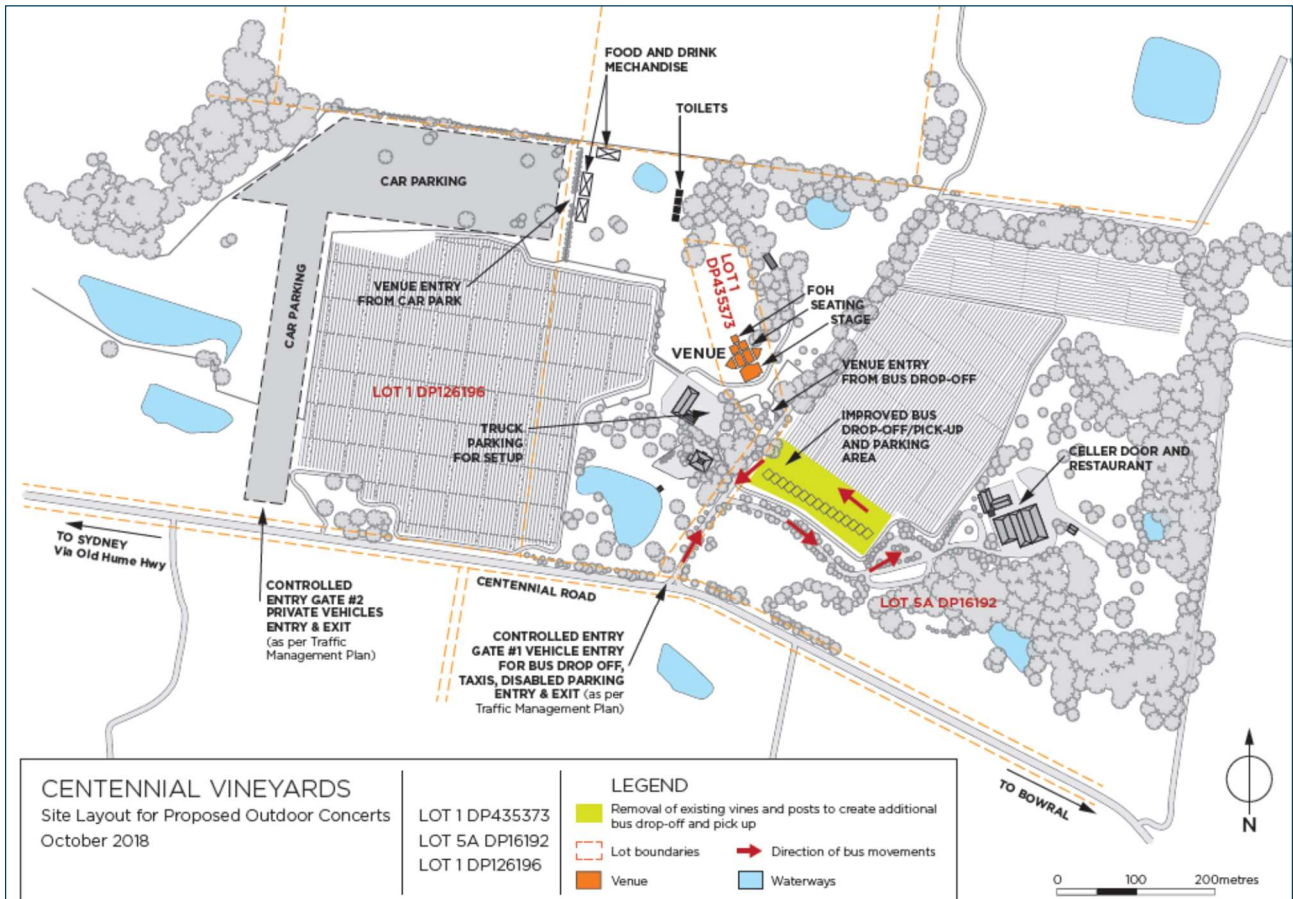 FOOD AND DRINK
MECHANDISE
TOILETS
CAR PARKING
CAR PARKING
VENUE ENTRY
FROM CAR PARK
LOT 1
DP435373
FOH
SEATING
STAGE
VENUE
VENUE ENTRY
FROM BUS DROP-OFF
LOT 1 DP126196
IMPROVED BUS
DROP-OFF/PICK-UP
AND PARKING
AREA
TRUCK
PARKING
FOR SETUP
CELLER DOOR AND
RESTAURANT
TO SYDNEY
Via Old Hume Hwy
CENTENNIAL ROAD
LOT 5A DP16192
CONTROLLED
ENTRY GATE #2
PRIVATE VEHICLES
ENTRY & EXIT
(as per Traffic
Management Plan)
CONTROLLED ENTRY
GATE #1 VEHICLE ENTRY
FOR BUS DROP OFF,
TAXIS, DISABLED PARKING
ENTRY & EXIT (as per
Traffic Management Plan)
TO BOWRAL
N
CENTENNIAL VINEYARDS
Site Layout for Proposed Outdoor Concerts
October 2018
LOT 1 DP435373
LOT 5A DP16192
LOT 1 DP126196
LEGEND
Removal of existing vines and posts to create additional
bus drop-off and pick up
Lot boundaries
Direction of bus movements
Venue
Waterways
0 100 200metres